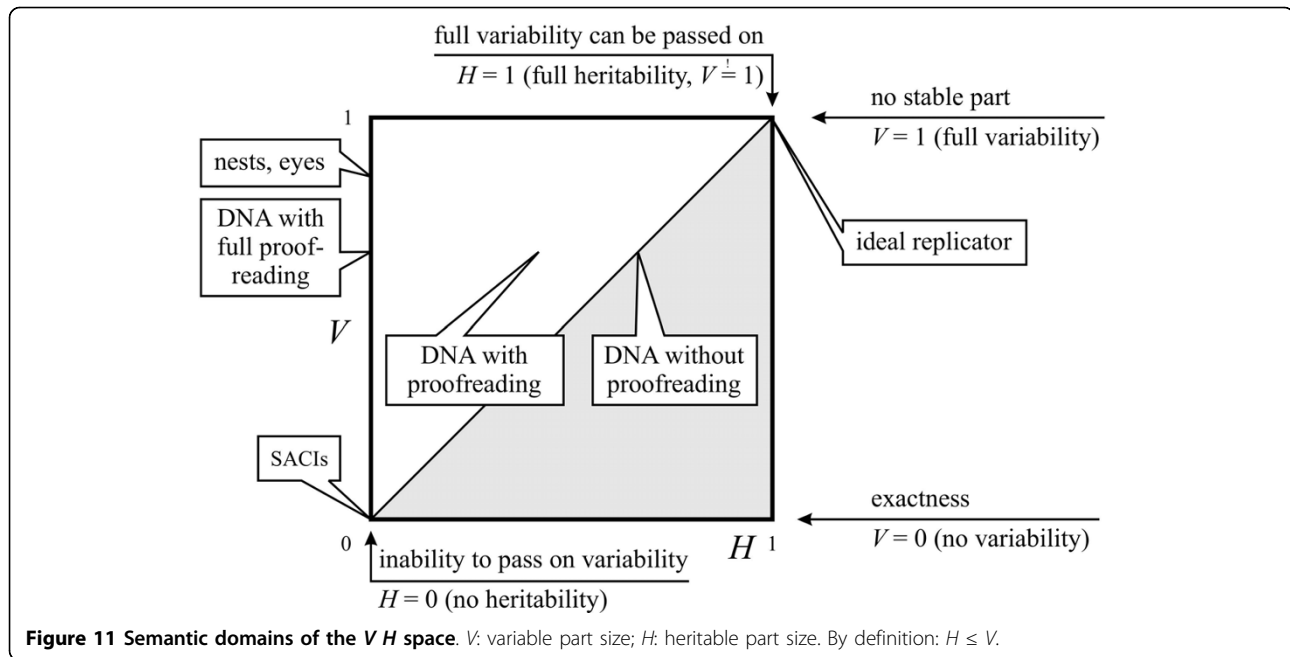 full variability can be passed on
H = 1 (full heritability, V =! 1)
no stable part
V = 1 (full variability)
1
nests, eyes
DNA with
full proof-
reading
ideal replicator
V
DNA with
proofreading
DNA without
proofreading
SACIs
exactness
V = 0 (no variability)
0
H
1
inability to pass on variability
H = 0 (no heritability)
Figure 11 Semantic domains of the V H space. V: variable part size; H: heritable part size. By definition: H ≤ V.